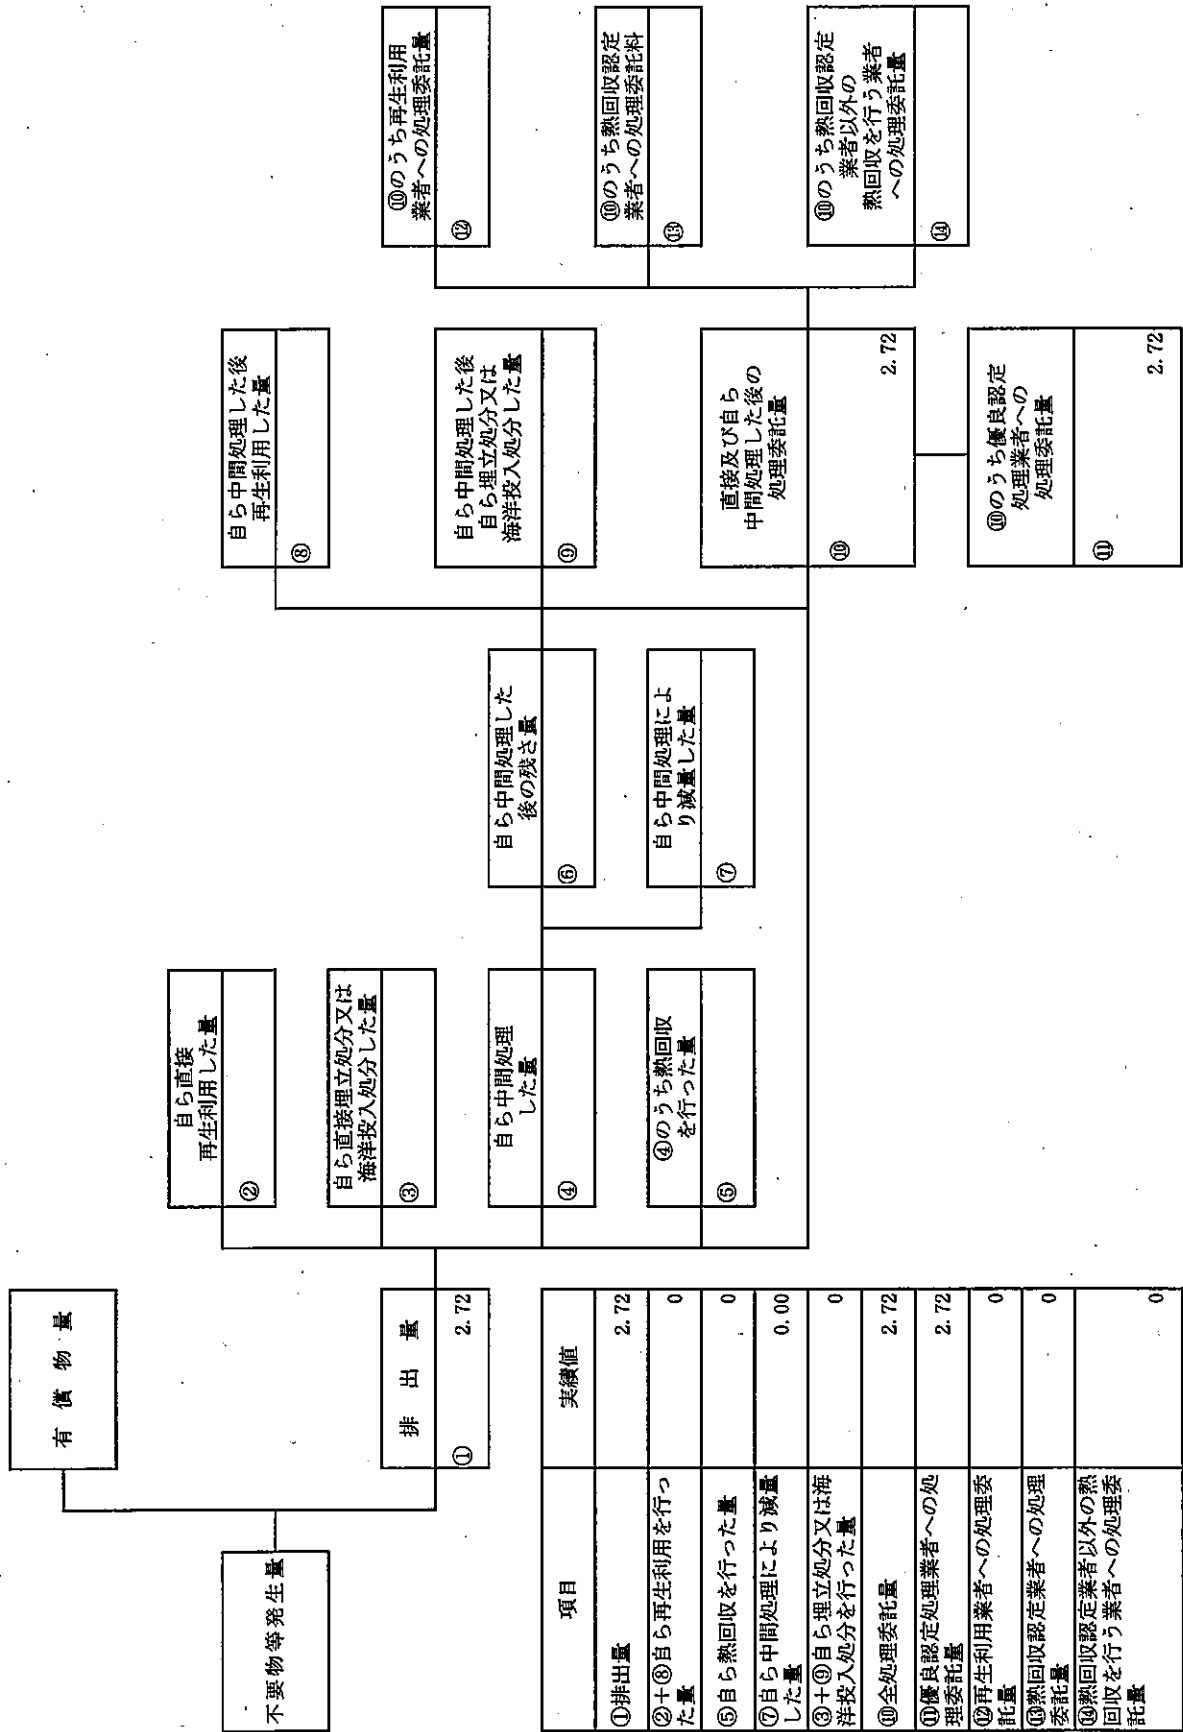 不要物等発生量
有償物量
排出量
① 2.72
自ら直接
再生利用した量
②
自ら直接埋立処分又は
海洋投入処分した量
③
自ら中間処理
した量
④
④のうち熱回収
を行った量
⑤
自ら中間処理した
後の残さ量
⑥
自ら中間処理によ
り減量した量
⑦
自ら中間処理した後
再生利用した量
⑧
自ら中間処理した後
自ら埋立処分又は
海洋投入処分した量
⑨
直接及び自ら
中間処理した後の
処理委託量
⑩
2.72
⑩のうち優良認定
処理業者への
処理委託量
⑪
2.72
⑩のうち再生利用
業者への処理委託量
⑫
⑩のうち熱回収認定
業者への処理委託料
⑬
⑩のうち熱回収認定
業者以外の
熱回収を行う業者
への処理委託量
⑭
項目 実績値
①排出量 2.72
②+⑧自ら再生利用を行っ
た量 0
⑤自ら熱回収を行った量 0
⑦自ら中間処理により減量
した量 0.00
③+⑨自ら埋立処分又は海
洋投入処分を行った量 0
⑩全処理委託量 2.72
⑪優良認定処理業者への処
理委託量 2.72
⑫再生利用業者への処理委
託量 0
⑬熱回収認定業者への処理
委託量 0
⑭熱回収認定業者以外の熱
回収を行う業者への処理委
託量 0